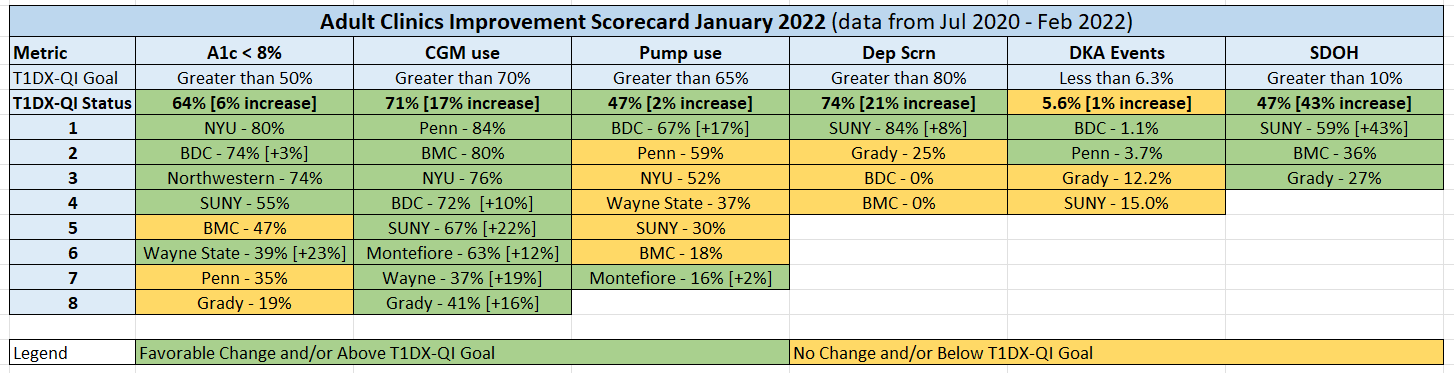 Adult Clinics Improvement Scorecard January 2022 (data from Jul 2020 - Feb 2022)
Metric A1c < 8% CGM use Pump use Dep Scrn DKA Events SDOH
T1DX-QI Goal Greater than 50% Greater than 70% Greater than 65% Greater than 80% Less than 6.3% Greater than 10%
T1DX-QI Status 64% [6% increase] 71% [17% increase] 47% [2% increase] 74% [21% increase] 5.6% [1% increase] 47% [43% increase]
1 NYU - 80% Penn - 84% BDC - 67% [+17%] SUNY - 84% [+8%] BDC - 1.1% SUNY - 59% [+43%]
2 BDC - 74% [+3%] BMC - 80% Penn - 59% Grady - 25% Penn - 3.7% BMC - 36%
3 Northwestern - 74% NYU - 76% NYU - 52% BDC - 0% Grady - 12.2% Grady - 27%
4 SUNY - 55% BDC - 72% [+10%] Wayne State - 37% BMC - 0% SUNY - 15.0%
5 BMC - 47% SUNY - 67% [+22%] SUNY - 30%
6 Wayne State - 39% [+23%] Montefiore - 63% [+12%] BMC - 18%
7 Penn - 35% Wayne - 37% [+19%] Montefiore - 16% [+2%]
8 Grady - 19% Grady - 41% [+16%]
Legend Favorable Change and/or Above T1DX-QI Goal No Change and/or Below T1DX-QI Goal